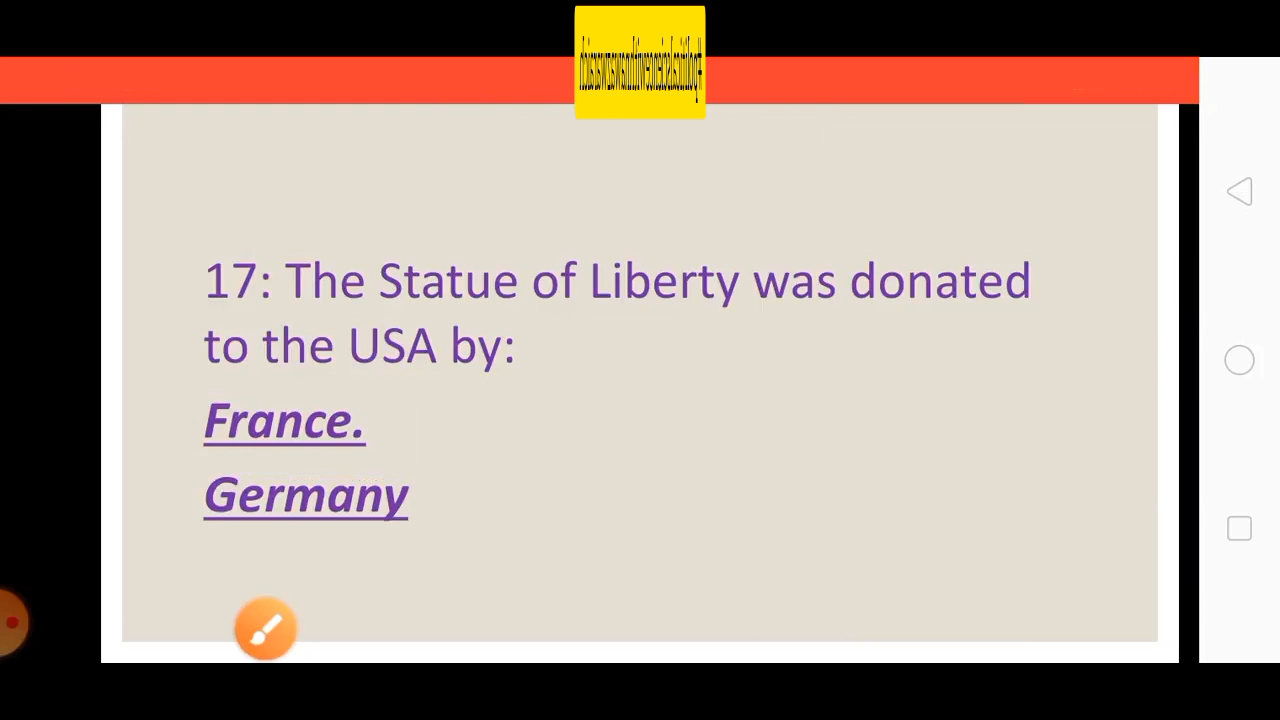 17: The Statue of Liberty was donated
to the USA by:
France.
Germany